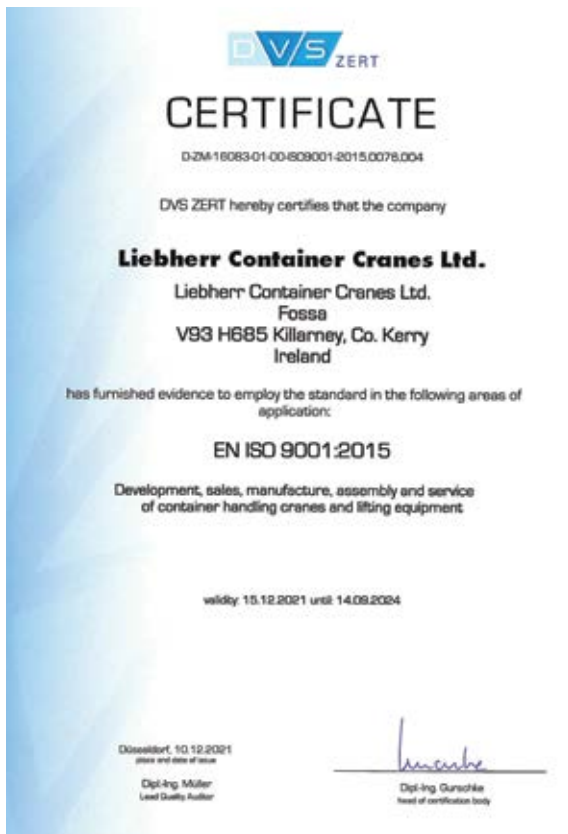 DVS ZERT
CERTIFICATE
D-ZM-16083-01-00-ISO9001-2015.0076.004
DVS ZERT hereby certifies that the company
Liebherr Container Cranes Ltd.
Liebherr Container Cranes Ltd.
Fossa
V93 H685 Killarney, Co. Kerry
Ireland
has furnished evidence to employ the standard in the following areas of
application:
EN ISO 9001:2015
Development, sales, manufacture, assembly and service
of container handling cranes and lifting equipment
validity: 15.12.2021 until: 14.09.2024
Düsseldorf, 10.12.2021
place and date of issue
Dipl.-Ing. Müller
Lead Quality Auditor
Dipl.-Ing. Gurschke
head of certification body